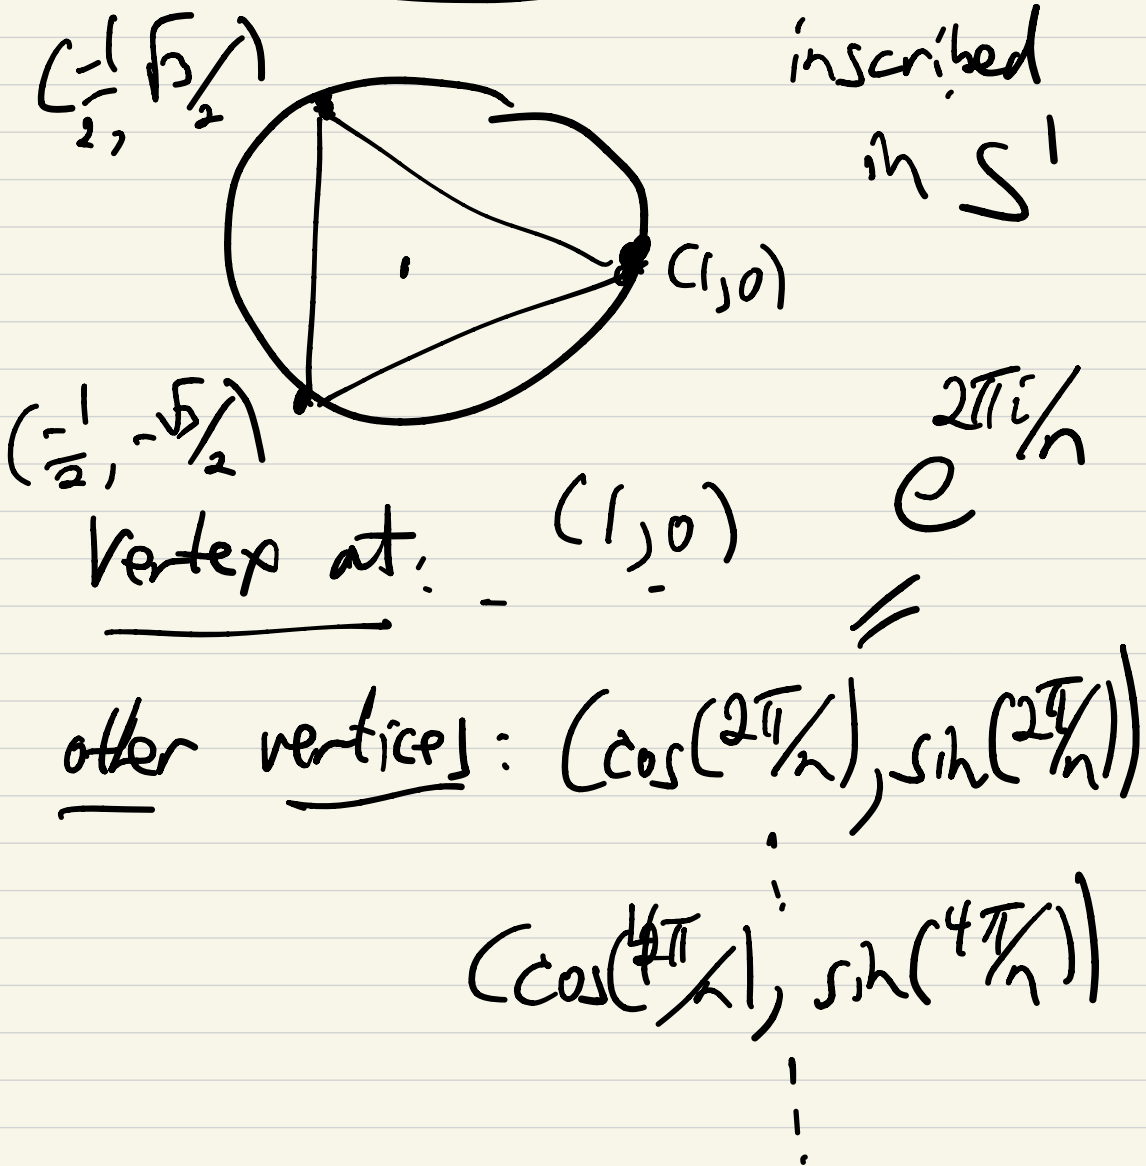 (-1/2, √3/2)
inscribed
in S¹
(1,0)
(-1/2, -√3/2)
e^{2πi/n}
Vertex at: (1,0)
other vertices: (cos(2π/n), sin(2π/n))
(cos(4π/n), sin(4π/n))